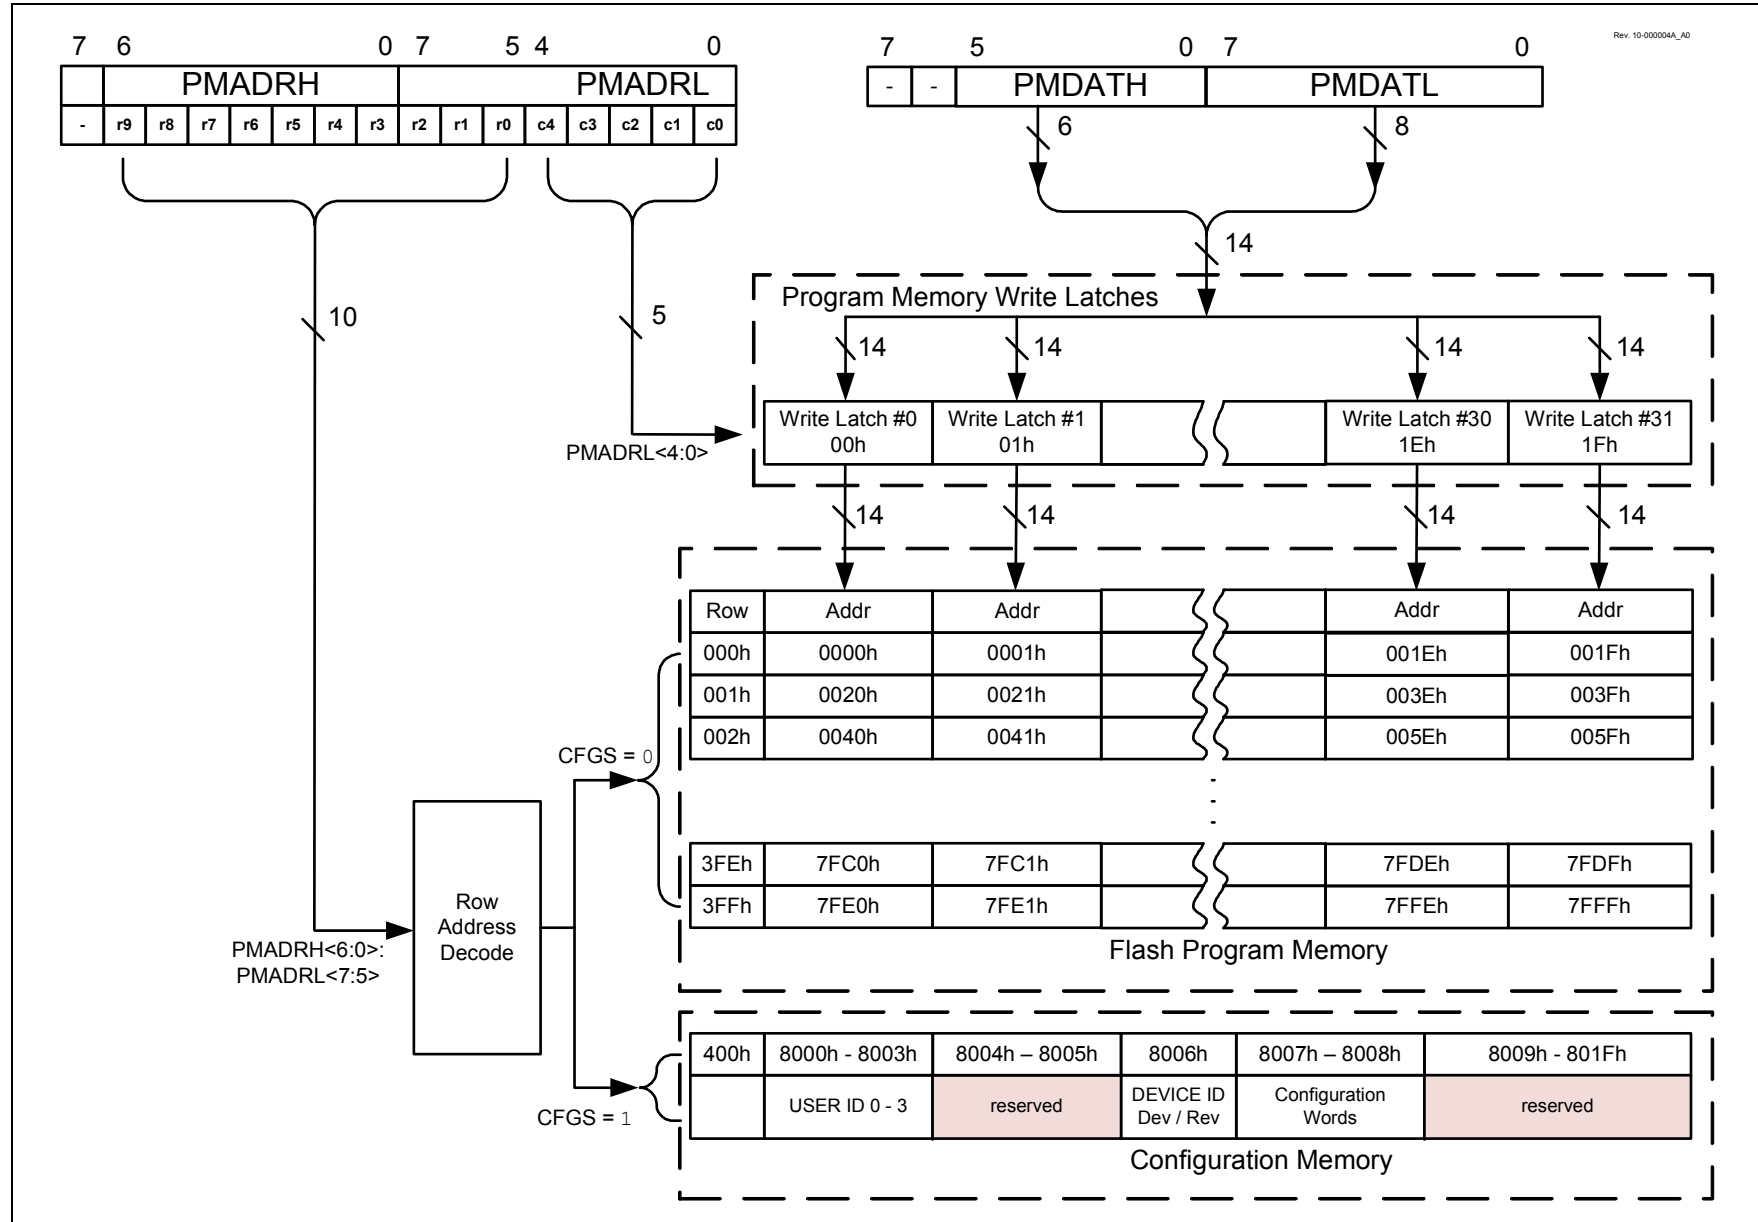 7 6 0 7 5 4 0
7 5 0 7 0
Rev. 10-000004A_A0
PMADRH PMADRL
- - PMDATH PMDATL
- r9 r8 r7 r6 r5 r4 r3 r2 r1 r0 c4 c3 c2 c1 c0
6 8
14
10 5
Program Memory Write Latches
14 14 14 14
Write Latch #0 Write Latch #1 Write Latch #30 Write Latch #31
00h 01h 1Eh 1Fh
PMADRL<4:0>
14 14 14 14
Row Addr Addr Addr Addr
000h 0000h 0001h 001Eh 001Fh
001h 0020h 0021h 003Eh 003Fh
002h 0040h 0041h 005Eh 005Fh
CFGS = 0
3FEh 7FC0h 7FC1h 7FDEh 7FDFh
3FFh 7FE0h 7FE1h 7FFEh 7FFFh
Flash Program Memory
Row
Address
Decode
PMADRH<6:0>:
PMADRL<7:5>
400h 8000h - 8003h 8004h – 8005h 8006h 8007h – 8008h 8009h - 801Fh
USER ID 0 - 3 reserved DEVICE ID Configuration reserved
Dev / Rev Words
CFGS = 1
Configuration Memory